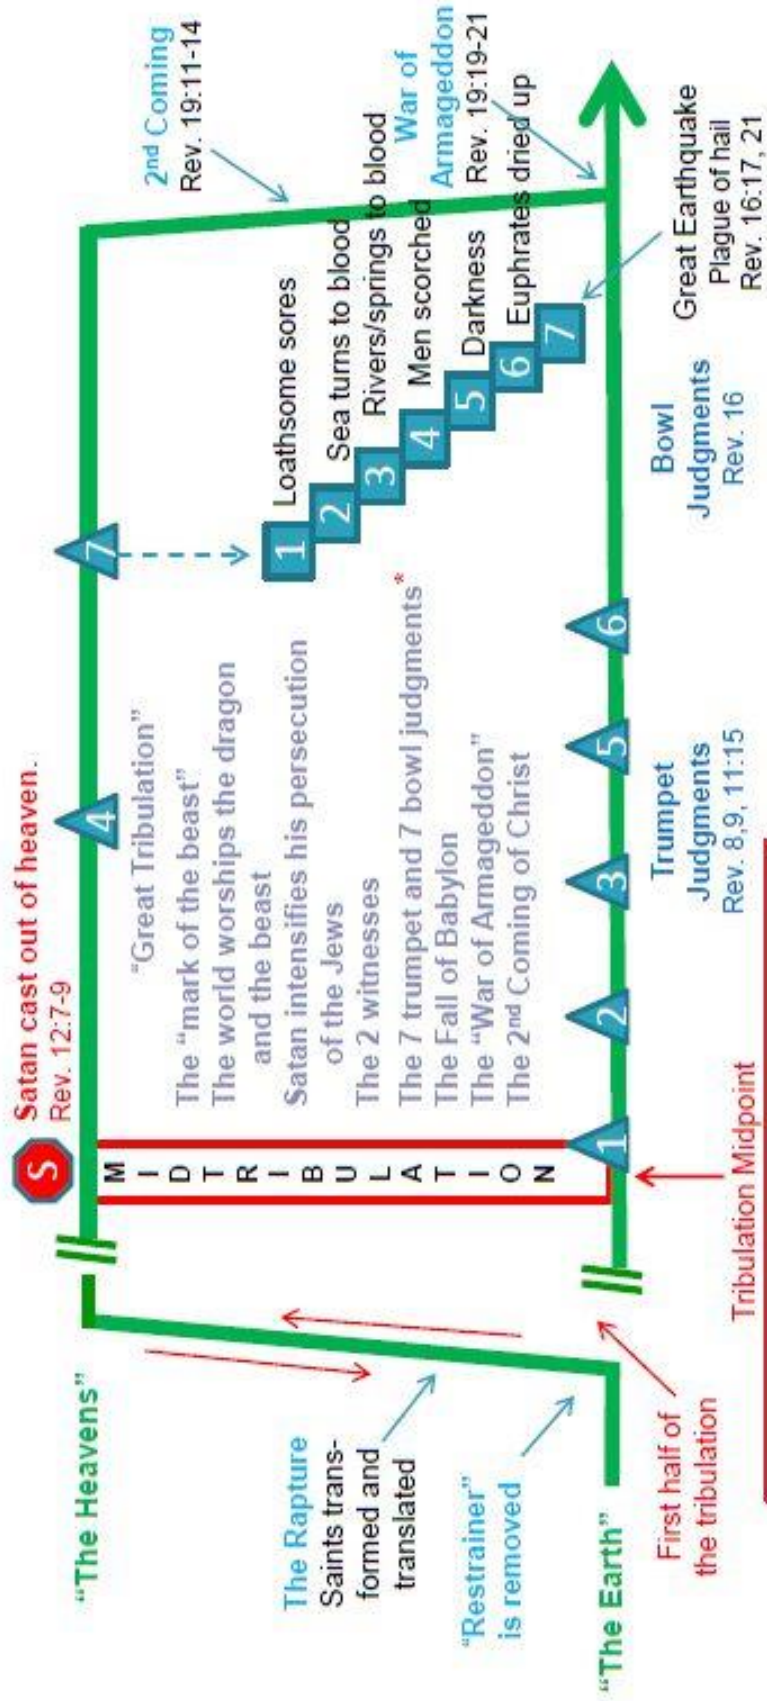 S
Satan cast out of heaven.
Rev. 12:7-9
"The Heavens"
4
7
2nd Coming
Rev. 19:11-14
MIDTRIBULATION
"Great Tribulation"
The "mark of the beast"
The world worships the dragon
and the beast
Satan intensifies his persecution
of the Jews
The 2 witnesses
The 7 trumpet and 7 bowl judgments*
The Fall of Babylon
The "War of Armageddon"
The 2nd Coming of Christ
1 Loathsome sores
2 Sea turns to blood
3 Rivers/springs to blood
4 Men scorched
5 Darkness
6 Euphrates dried up
7
War of
Armageddon
Rev. 19:19-21
The Rapture
Saints trans-
formed and
translated
"Restrainer"
is removed
"The Earth"
1
2
3
5
6
First half of
the tribulation
Tribulation Midpoint
Trumpet
Judgments
Rev. 8,9, 11:15
Bowl
Judgments
Rev. 16
Great Earthquake
Plague of hail
Rev. 16:17, 21